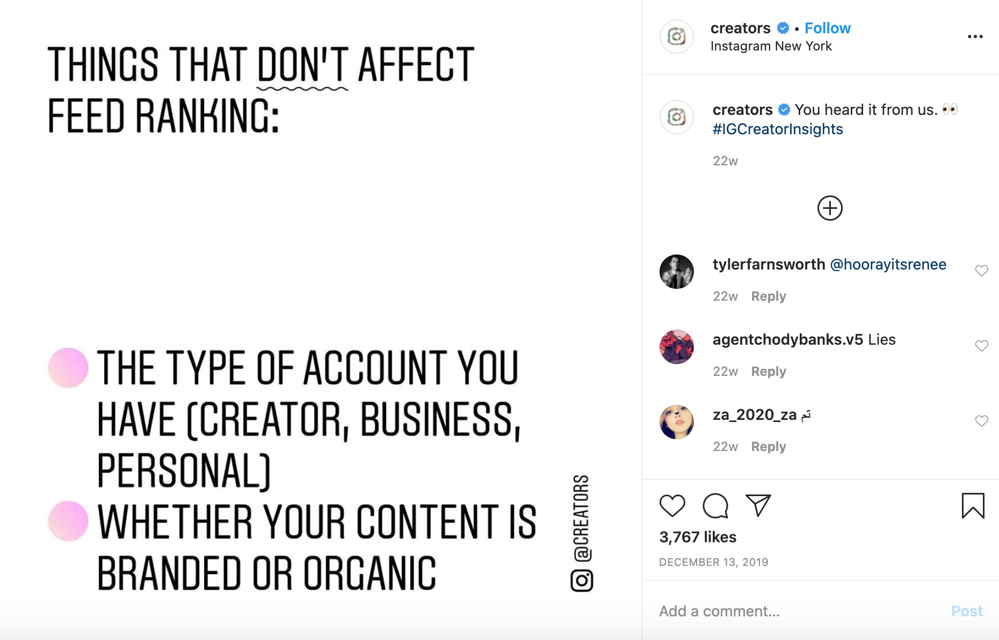 THINGS THAT DON'T AFFECT
FEED RANKING:
THE TYPE OF ACCOUNT YOU
HAVE (CREATOR, BUSINESS,
PERSONAL)
WHETHER YOUR CONTENT IS
BRANDED OR ORGANIC
@CREATORS
creators • Follow
Instagram New York
creators You heard it from us. 👀
#IGCreatorInsights
22w
tylerfarnsworth @hoorayitsrenee
22w Reply
agentchodybanks.v5 Lies
22w Reply
za_2020_za تم
22w Reply
3,767 likes
DECEMBER 13, 2019
Add a comment... Post